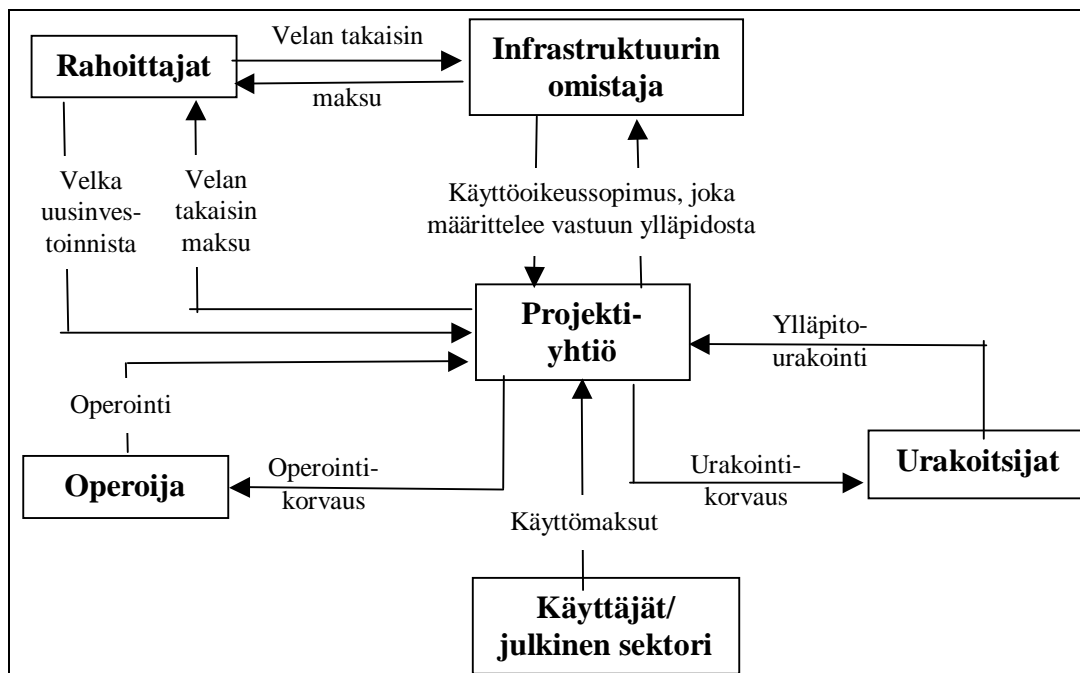 Velan takaisin
maksu
Rahoittajat
Infrastruktuurin
omistaja
Velka
uusinves-
toinnista
Velan
takaisin
maksu
Käyttöoikeussopimus, joka
määrittelee vastuun ylläpidosta
Projekti-
yhtiö
Ylläpito-
urakointi
Operointi
Operoija
Operointi-
korvaus
Urakointi-
korvaus
Urakoitsijat
Käyttömaksut
Käyttäjät/
julkinen sektori